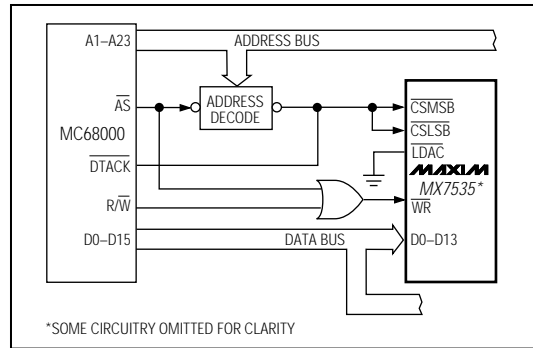 A1–A23
ADDRESS BUS
AS
ADDRESS
DECODE
CSMSB
MC68000
CSLSB
DTACK
LDAC
MAXIM
MX7535*
R/W
WR
D0–D15
DATA BUS
D0–D13
*SOME CIRCUITRY OMITTED FOR CLARITY